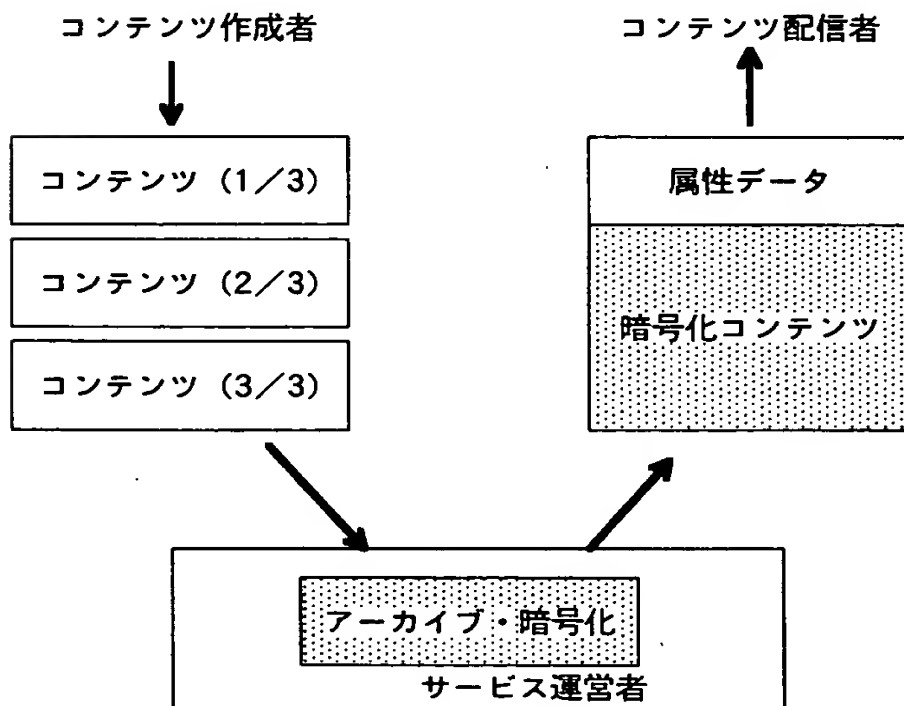 コンテンツ作成者
コンテンツ（1／3）
コンテンツ（2／3）
コンテンツ（3／3）
コンテンツ配信者
属性データ
暗号化コンテンツ
アーカイブ・暗号化
サービス運営者